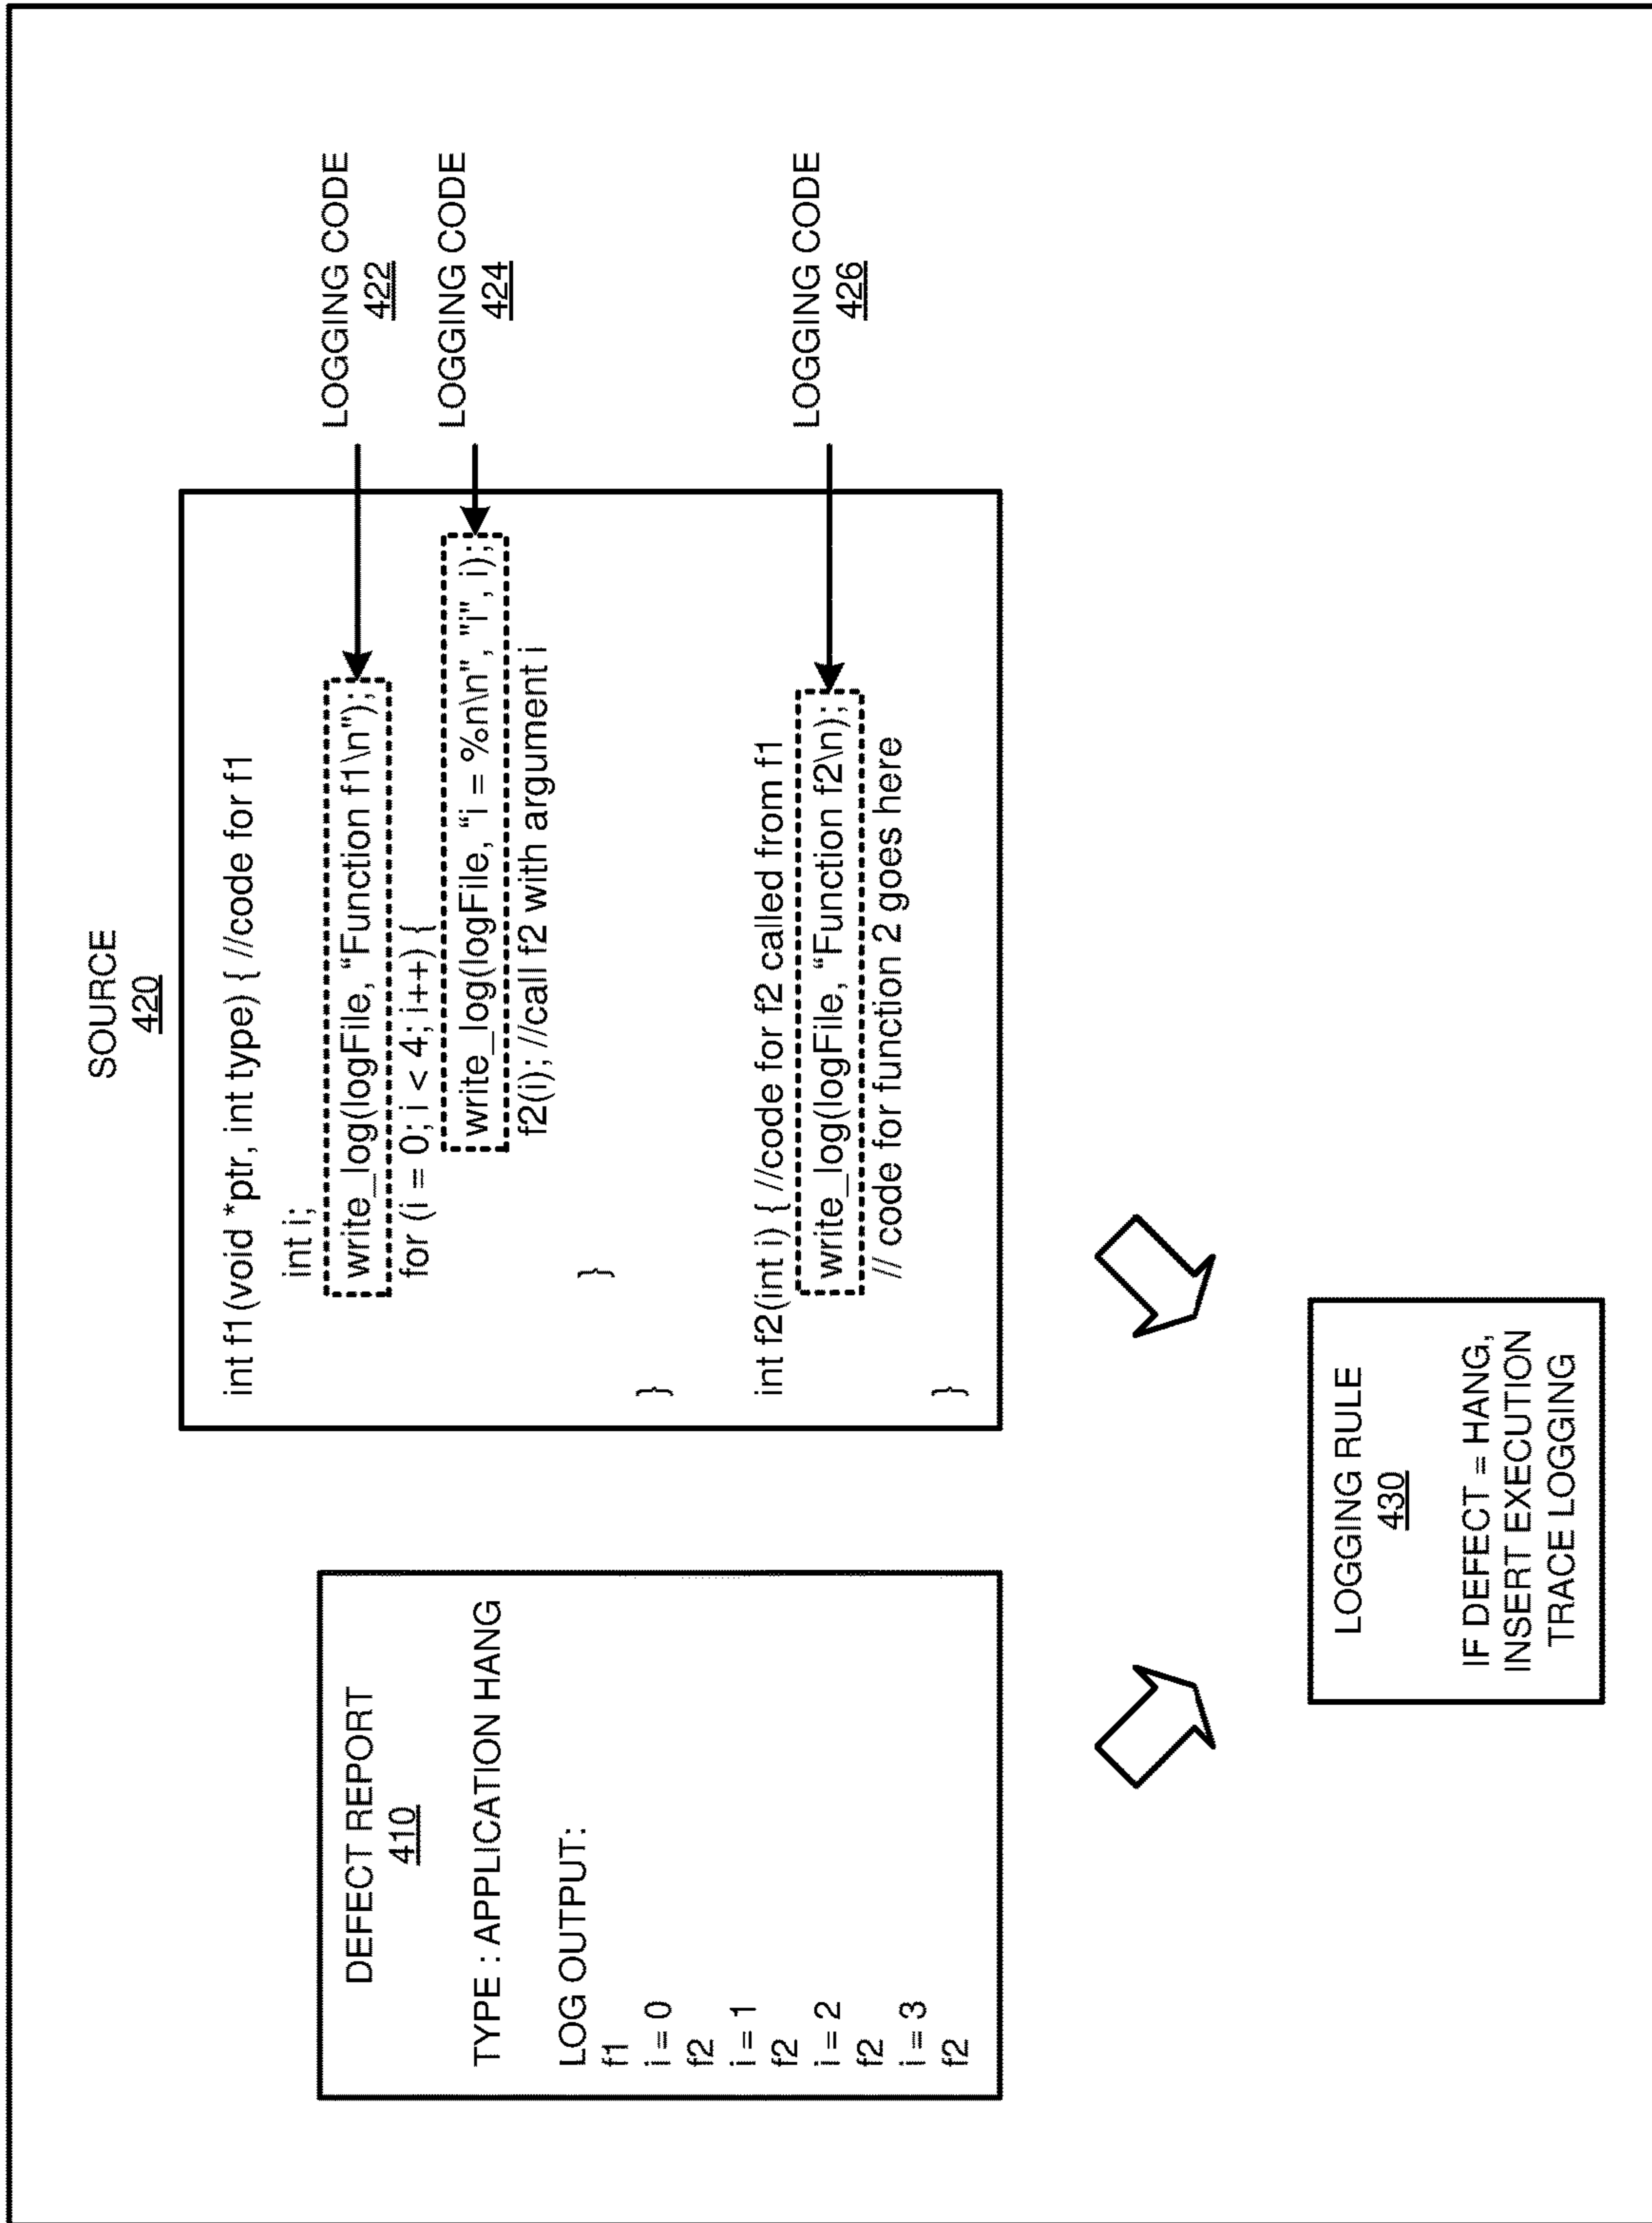 DEFECT REPORT
410
TYPE : APPLICATION HANG
LOG OUTPUT:
f1
i = 0
f2
i = 1
f2
i = 2
f2
i = 3
f2
SOURCE
420
int f1(void *ptr, int type) { //code for f1
int i;
write_log(logFile, “Function f1\n");
for (i = 0; i < 4; i++) {
write_log(logFile, “i = %n\n", "i", i);
f2(i); //call f2 with argument i
}
}
int f2(int i) { //code for f2 called from f1
write_log(logFile, “Function f2\n);
// code for function 2 goes here
}
LOGGING CODE
422
LOGGING CODE
424
LOGGING CODE
426
LOGGING RULE
430
IF DEFECT = HANG,
INSERT EXECUTION
TRACE LOGGING